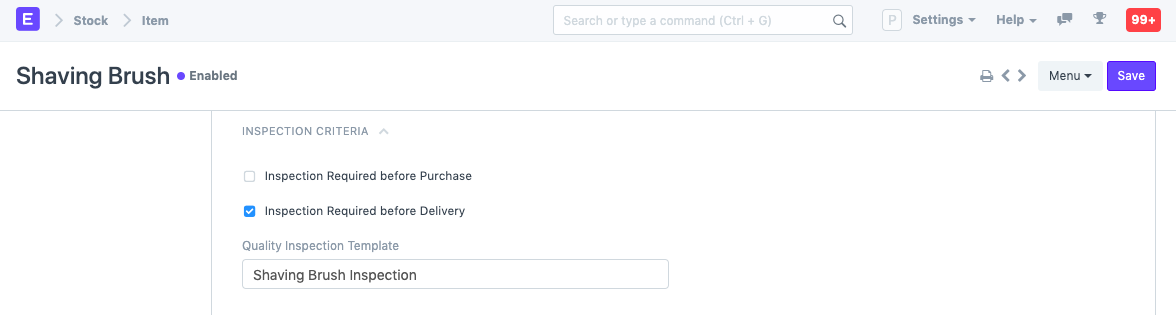 E Stock Item Search or type a command (Ctrl + G) P Settings Help 99+
Shaving Brush Enabled Menu Save
INSPECTION CRITERIA
Inspection Required before Purchase
Inspection Required before Delivery
Quality Inspection Template
Shaving Brush Inspection